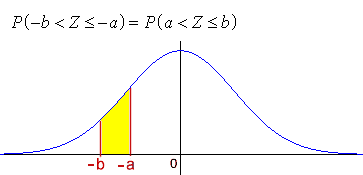 P(−b < Z ≤ −a) = P(a < Z ≤ b)
-b -a 0